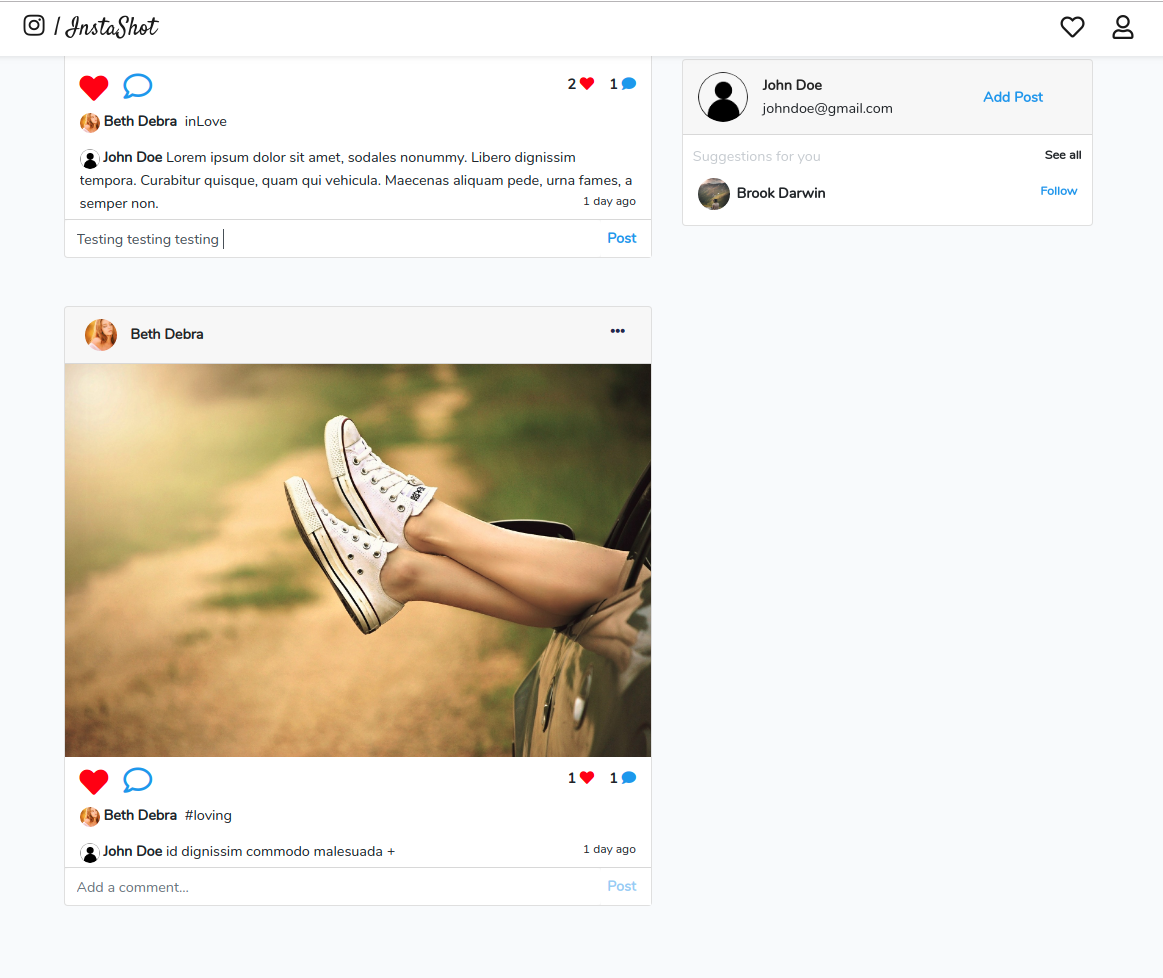 / InstaShot
2 1
Beth Debra inLove
John Doe Lorem ipsum dolor sit amet, sodales nonummy. Libero dignissim
tempora. Curabitur quisque, quam qui vehicula. Maecenas aliquam pede, urna fames, a
semper non. 1 day ago
Testing testing testing Post
Beth Debra •••
1 1
Beth Debra #loving
John Doe id dignissim commodo malesuada + 1 day ago
Add a comment... Post
John Doe
johndoe@gmail.com
Add Post
Suggestions for you See all
Brook Darwin Follow